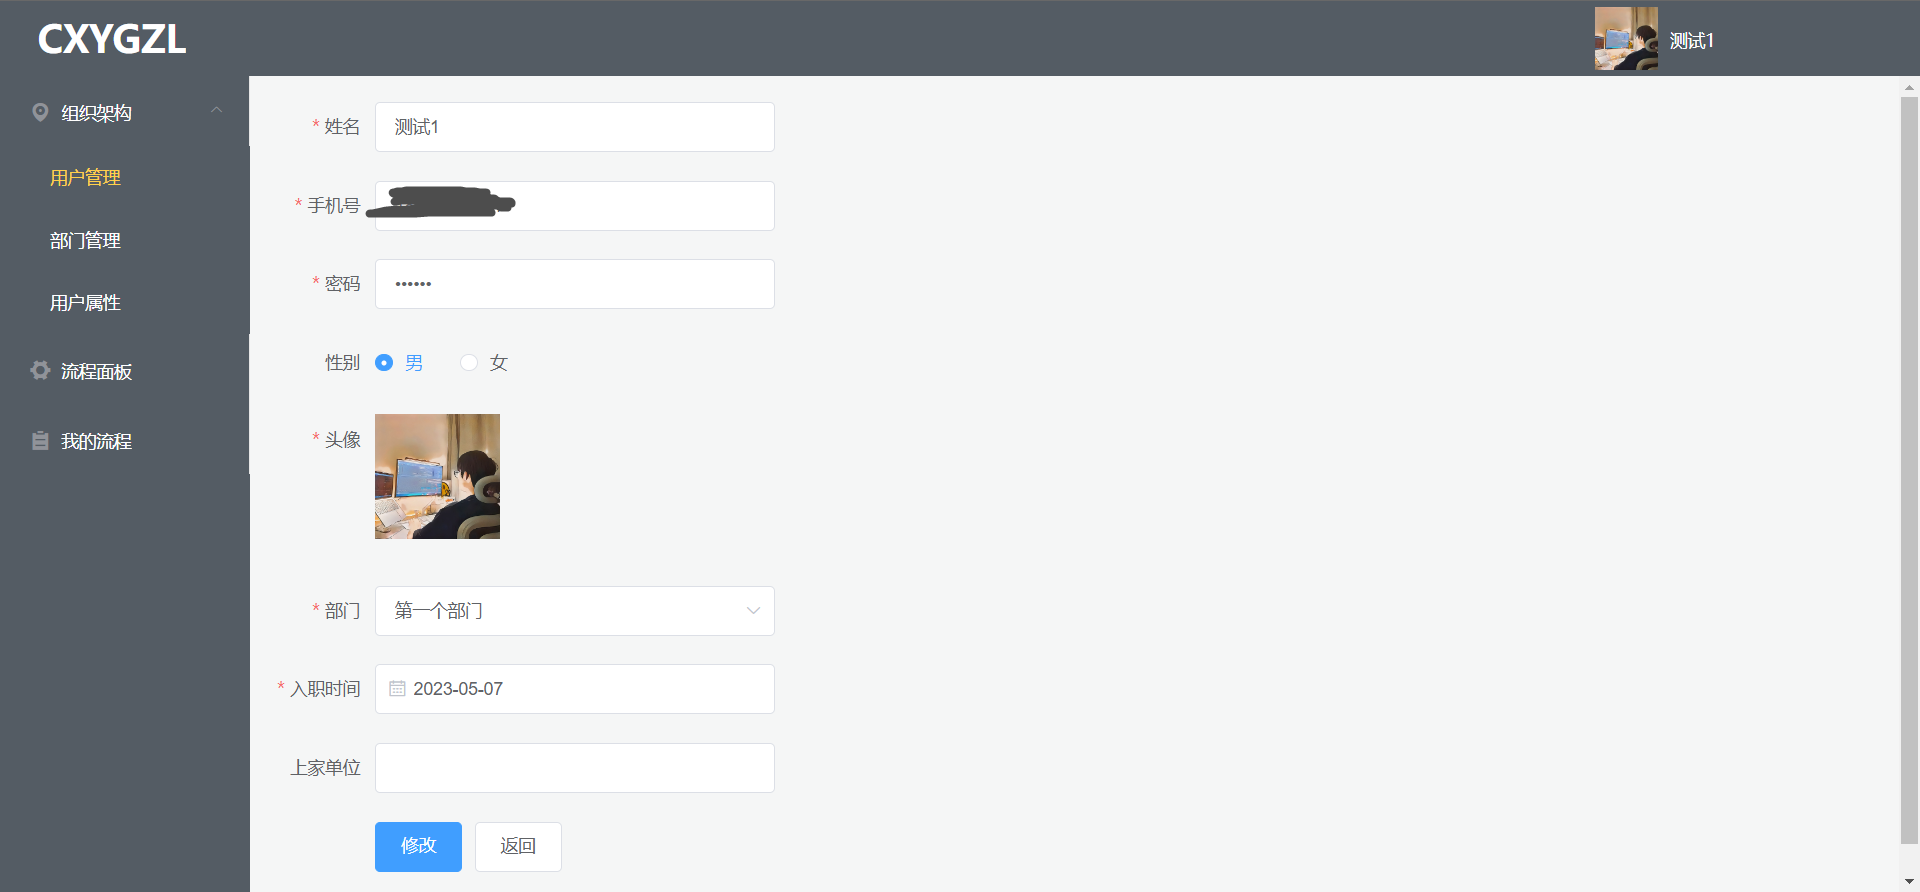 CXYGZL
测试1
组织架构
用户管理
部门管理
用户属性
流程面板
我的流程
* 姓名 测试1
* 手机号
* 密码 ••••••
性别 男 女
* 头像
* 部门 第一个部门
* 入职时间 2023-05-07
上家单位
修改 返回